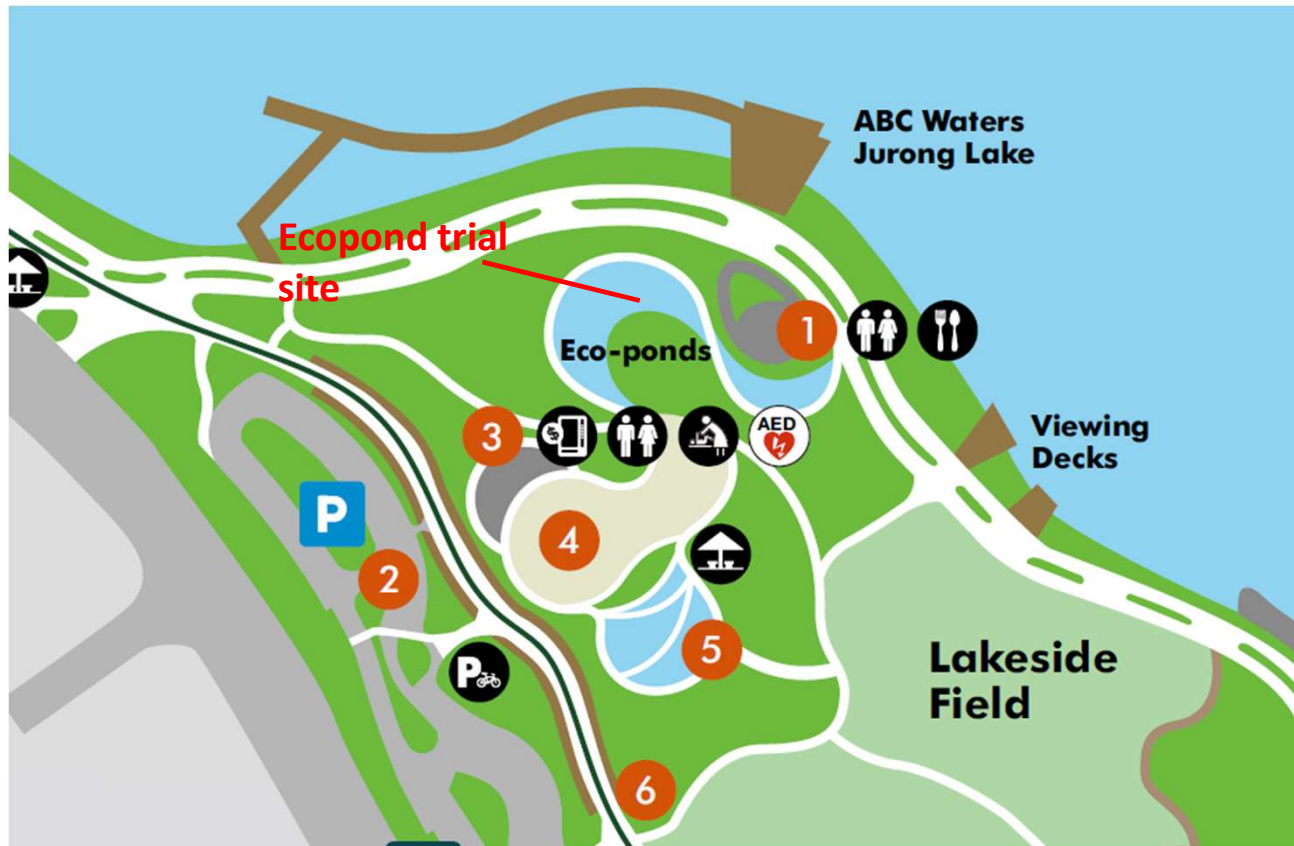 ABC Waters
Jurong Lake
Ecopond trial
site
1
Eco-ponds
3
$
AED
Viewing
Decks
P
4
2
5
P
Lakeside
Field
6